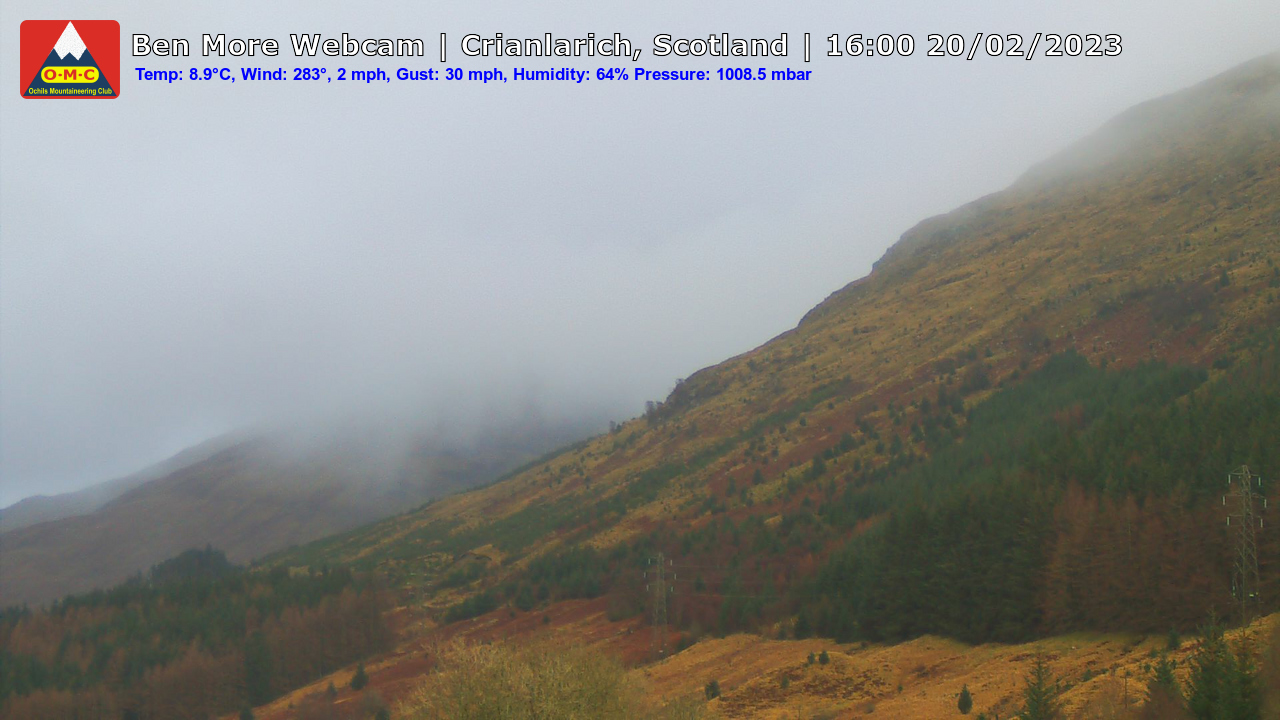 Ben More Webcam | Crianlarich, Scotland | 16:00 20/02/2023
Temp: 8.9°C, Wind: 283°, 2 mph, Gust: 30 mph, Humidity: 64% Pressure: 1008.5 mbar
O-M-C
Ochils Mountaineering Club